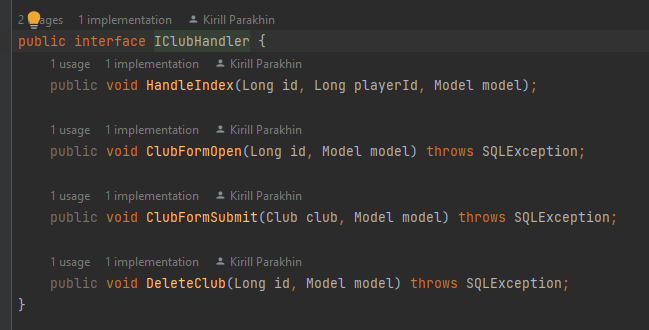 2 usages 1 implementation Kirill Parakhin
public interface IClubHandler {
1 usage 1 implementation Kirill Parakhin
public void HandleIndex(Long id, Long playerId, Model model);
1 usage 1 implementation Kirill Parakhin
public void ClubFormOpen(Long id, Model model) throws SQLException;
1 usage 1 implementation Kirill Parakhin
public void ClubFormSubmit(Club club, Model model) throws SQLException;
1 usage 1 implementation Kirill Parakhin
public void DeleteClub(Long id, Model model) throws SQLException;
}